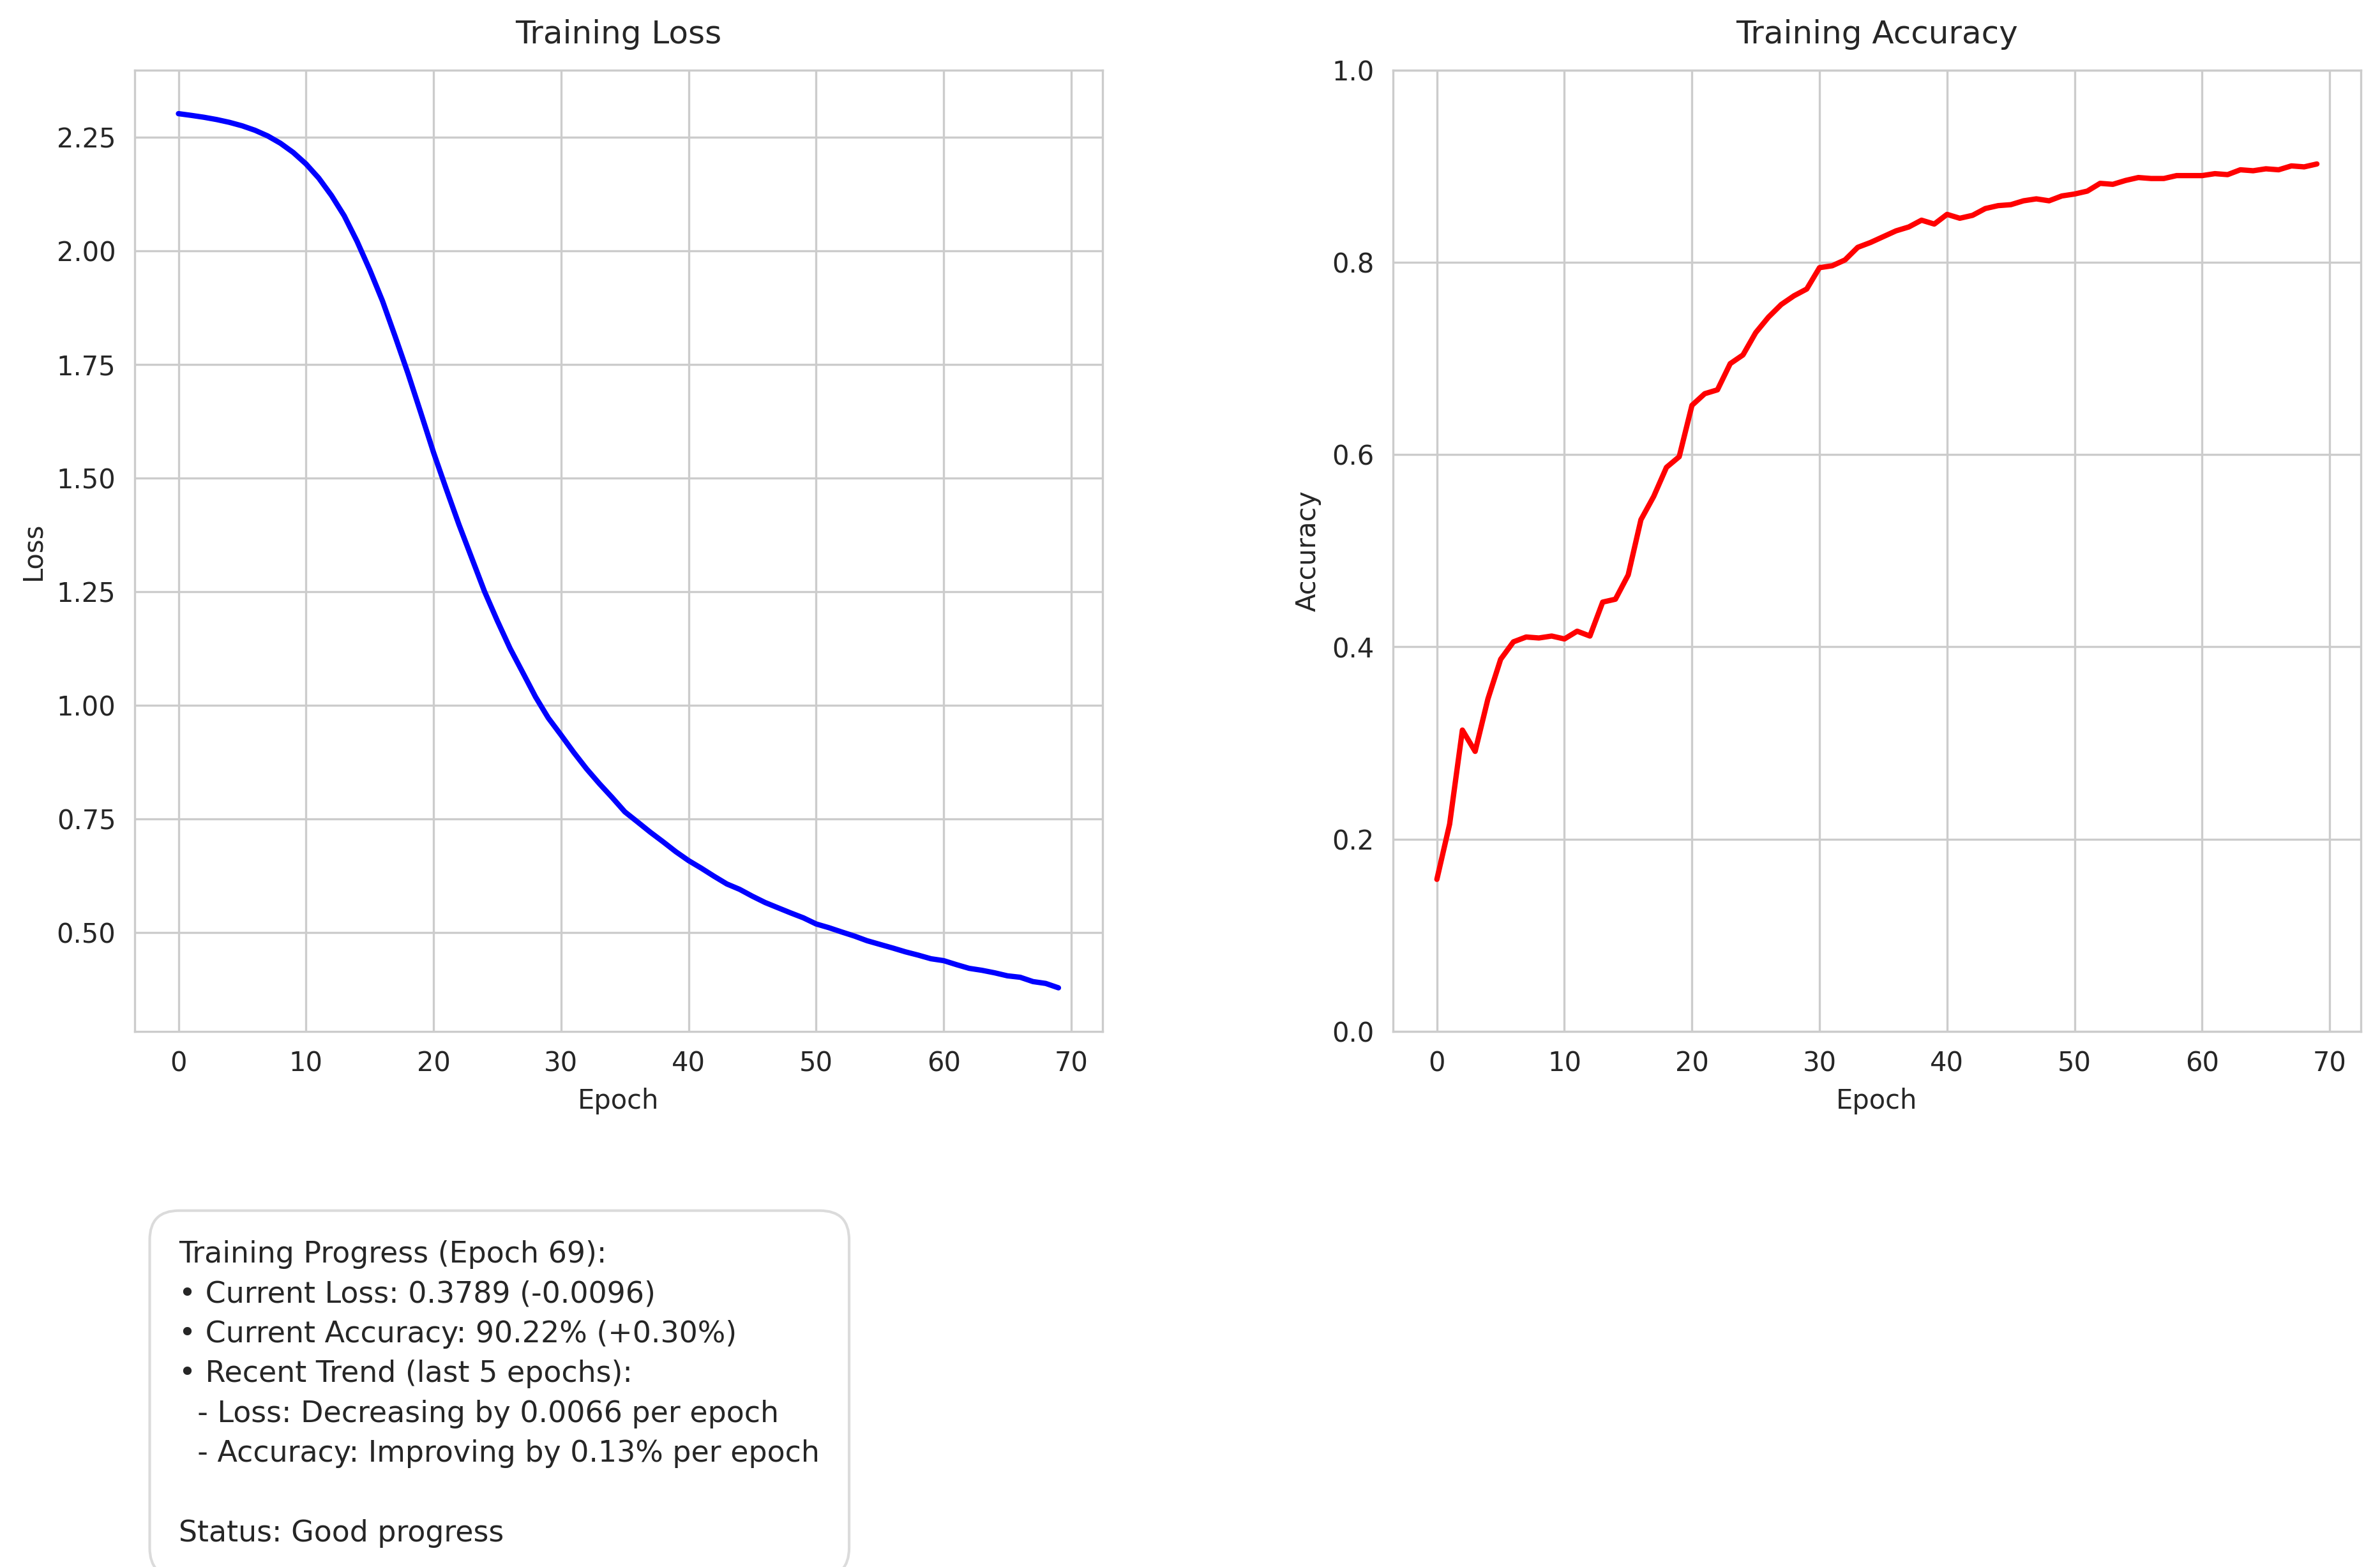 Training Loss
2.25
2.00
1.75
1.50
1.25
1.00
0.75
0.50
Loss
0 10 20 30 40 50 60 70
Epoch
Training Accuracy
1.0
0.8
0.6
0.4
0.2
0.0
Accuracy
0 10 20 30 40 50 60 70
Epoch
Training Progress (Epoch 69):
• Current Loss: 0.3789 (-0.0096)
• Current Accuracy: 90.22% (+0.30%)
• Recent Trend (last 5 epochs):
- Loss: Decreasing by 0.0066 per epoch
- Accuracy: Improving by 0.13% per epoch
Status: Good progress